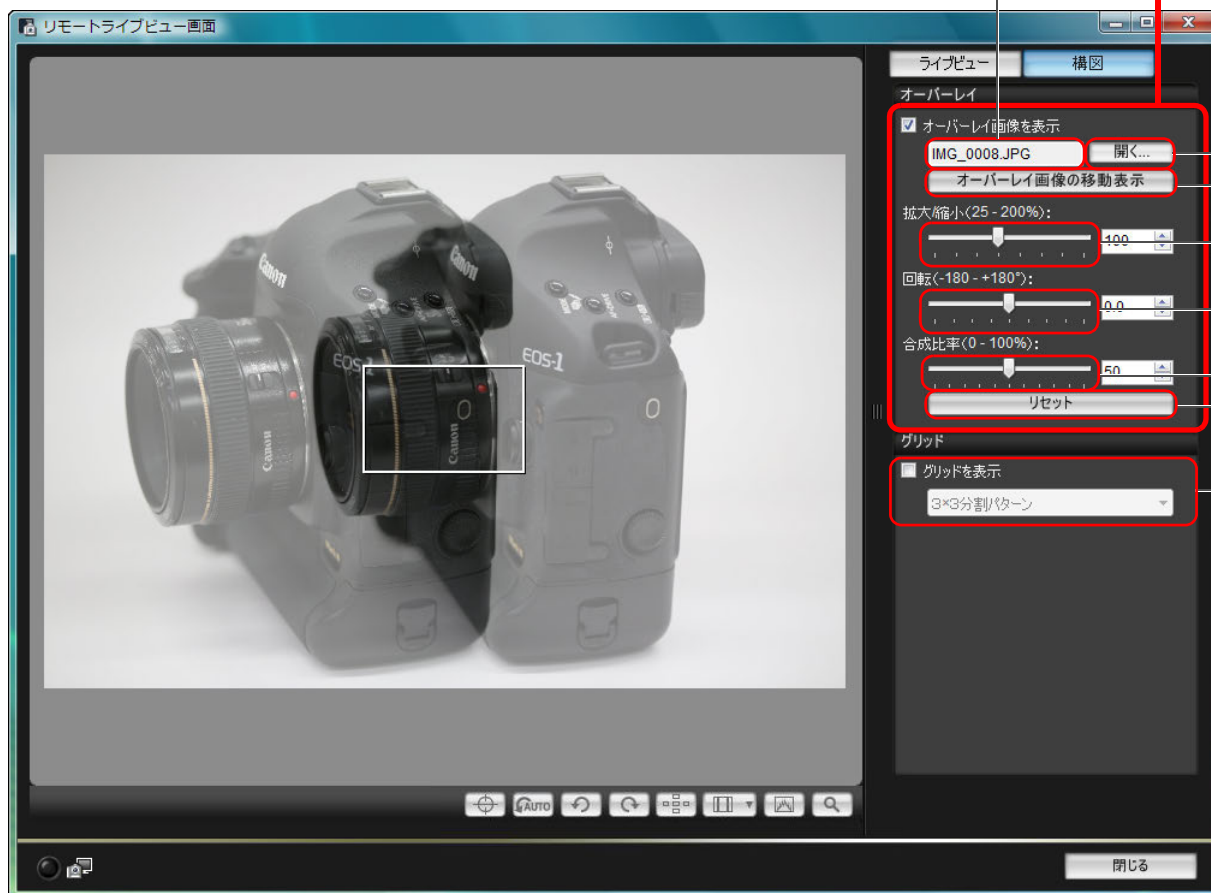 リモートライブビュー画面
ライブビュー
構図
オーバーレイ
オーバーレイ画像を表示
IMG_0008.JPG
開く...
オーバーレイ画像の移動表示
拡大/縮小(25 - 200%):
100
回転(-180 - +180°):
0.0
合成比率(0 - 100%):
50
リセット
グリッド
グリッドを表示
3×3分割パターン
Canon
Canon
EOS-1
EOS-1
Canon
Canon
AUTO
閉じる